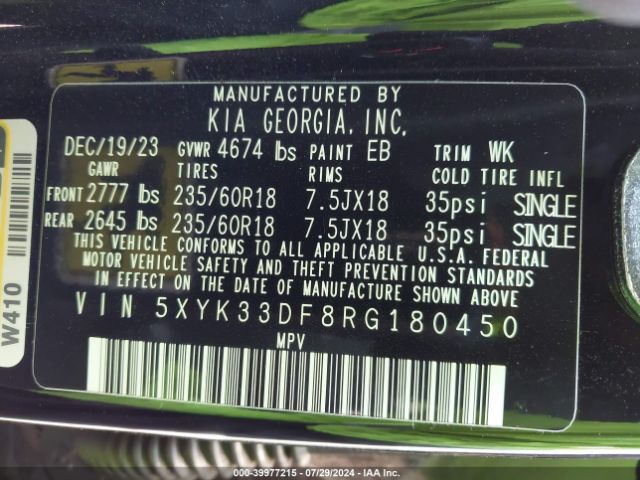 MANUFACTURED BY
KIA GEORGIA, INC.
DEC/19/23 GVWR 4674 lbs PAINT EB TRIM WK
GAWR TIRES RIMS COLD TIRE INFL
FRONT 2777 lbs 235/60R18 7.5JX18 35psi SINGLE
REAR 2645 lbs 235/60R18 7.5JX18 35psi SINGLE
THIS VEHICLE CONFORMS TO ALL APPLICABLE U.S.A. FEDERAL
MOTOR VEHICLE SAFETY AND THEFT PREVENTION STANDARDS
IN EFFECT ON THE DATE OF MANUFACTURE SHOWN ABOVE.
VIN 5XYK33DF8RG180450
MPV
W410
000-39977215 - 07/29/2024 - IAA Inc.